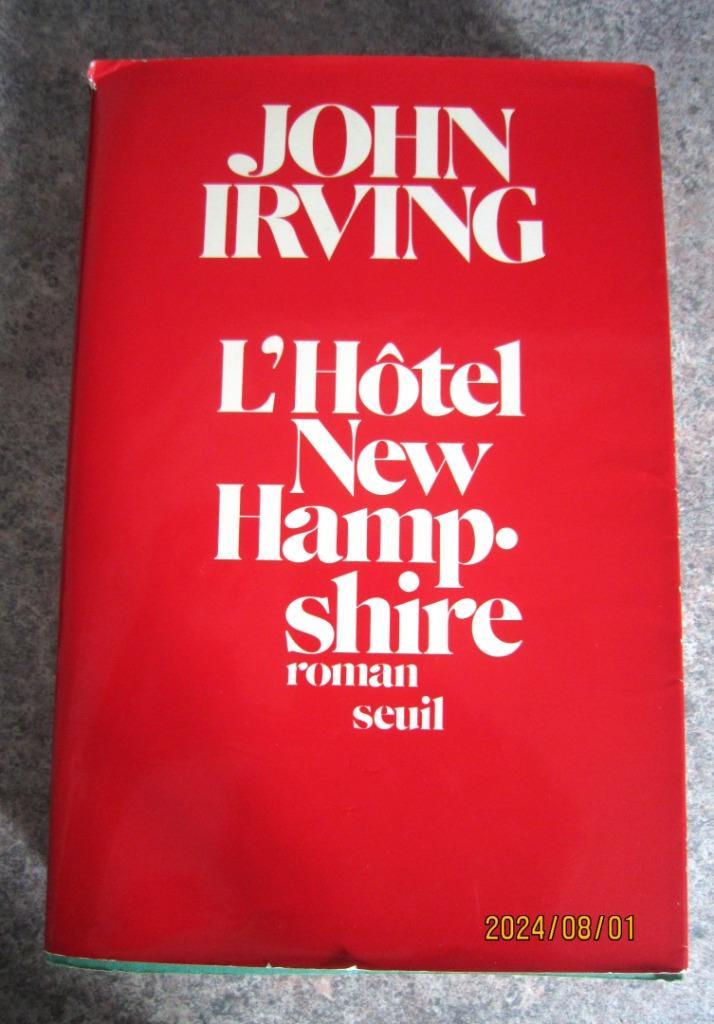 JOHN
IRVING
L'Hôtel
New
Hamp·
shire
roman
seuil
2024/08/01